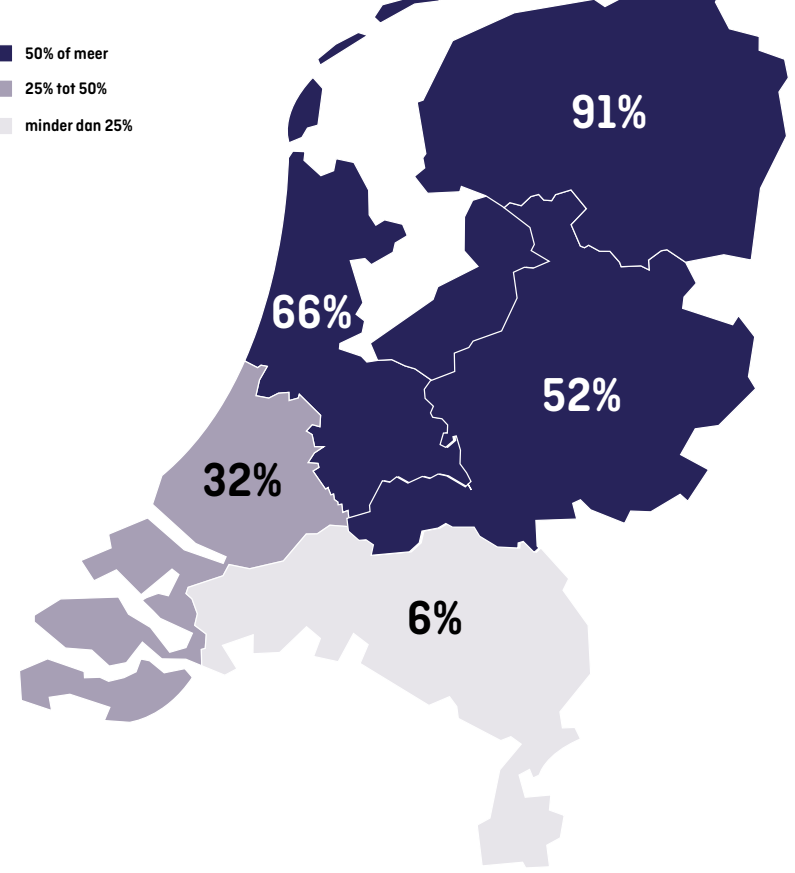 50% of meer
25% tot 50%
minder dan 25%
91%
66%
52%
32%
6%